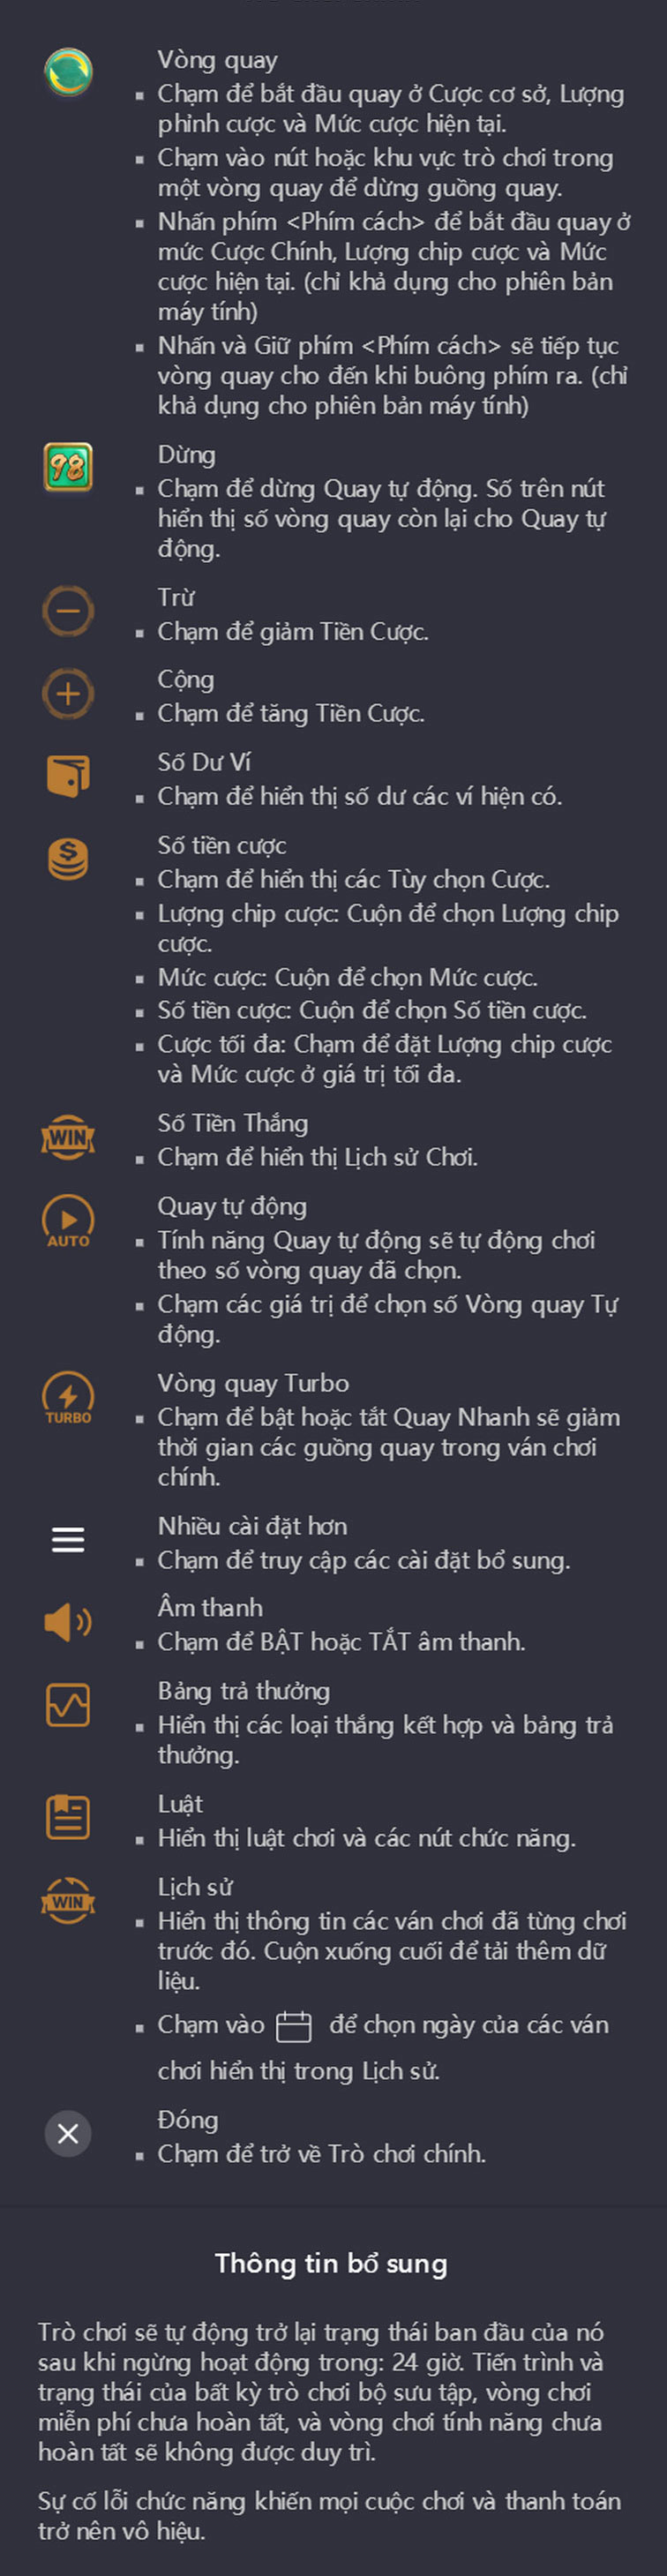 Vòng quay
▪ Chạm để bắt đầu quay ở Cược cơ sở, Lượng
phỉnh cược và Mức cược hiện tại.
▪ Chạm vào nút hoặc khu vực trò chơi trong
một vòng quay để dừng guồng quay.
▪ Nhấn phím <Phím cách> để bắt đầu quay ở
mức Cược Chính, Lượng chip cược và Mức
cược hiện tại. (chỉ khả dụng cho phiên bản
máy tính)
▪ Nhấn và Giữ phím <Phím cách> sẽ tiếp tục
vòng quay cho đến khi buông phím ra. (chỉ
khả dụng cho phiên bản máy tính)
98
Dừng
▪ Chạm để dừng Quay tự động. Số trên nút
hiển thị số vòng quay còn lại cho Quay tự
động.
Trừ
▪ Chạm để giảm Tiền Cược.
Cộng
▪ Chạm để tăng Tiền Cược.
Số Dư Ví
▪ Chạm để hiển thị số dư các ví hiện có.
Số tiền cược
▪ Chạm để hiển thị các Tùy chọn Cược.
▪ Lượng chip cược: Cuộn để chọn Lượng chip
cược.
▪ Mức cược: Cuộn để chọn Mức cược.
▪ Số tiền cược: Cuộn để chọn Số tiền cược.
▪ Cược tối đa: Chạm để đặt Lượng chip cược
và Mức cược ở giá trị tối đa.
WIN
Số Tiền Thắng
▪ Chạm để hiển thị Lịch sử Chơi.
AUTO
Quay tự động
▪ Tính năng Quay tự động sẽ tự động chơi
theo số vòng quay đã chọn.
▪ Chạm các giá trị để chọn số Vòng quay Tự
động.
TURBO
Vòng quay Turbo
▪ Chạm để bật hoặc tắt Quay Nhanh sẽ giảm
thời gian các guồng quay trong ván chơi
chính.
Nhiều cài đặt hơn
▪ Chạm để truy cập các cài đặt bổ sung.
Âm thanh
▪ Chạm để BẬT hoặc TẮT âm thanh.
Bảng trả thưởng
▪ Hiển thị các loại thắng kết hợp và bảng trả
thưởng.
Luật
▪ Hiển thị luật chơi và các nút chức năng.
WIN
Lịch sử
▪ Hiển thị thông tin các ván chơi đã từng chơi
trước đó. Cuộn xuống cuối để tải thêm dữ
liệu.
▪ Chạm vào để chọn ngày của các ván
chơi hiển thị trong Lịch sử.
Đóng
▪ Chạm để trở về Trò chơi chính.
Thông tin bổ sung
Trò chơi sẽ tự động trở lại trạng thái ban đầu của nó
sau khi ngừng hoạt động trong: 24 giờ. Tiến trình và
trạng thái của bất kỳ trò chơi bộ sưu tập, vòng chơi
miễn phí chưa hoàn tất, và vòng chơi tính năng chưa
hoàn tất sẽ không được duy trì.
Sự cố lỗi chức năng khiến mọi cuộc chơi và thanh toán
trở nên vô hiệu.